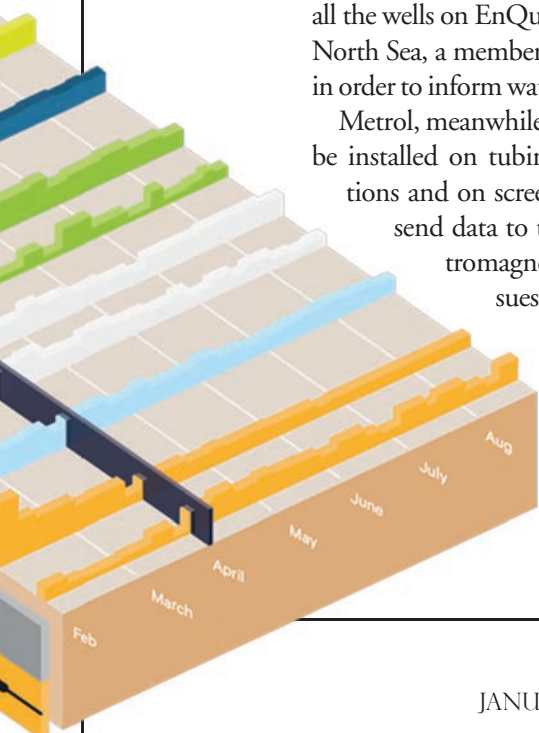 all the wells on EnQu
North Sea, a member
in order to inform wa
Metrol, meanwhile
be installed on tubin
tions and on scree
send data to t
tromagne
sues
Aug
July
June
May
April
March
Feb
JANU